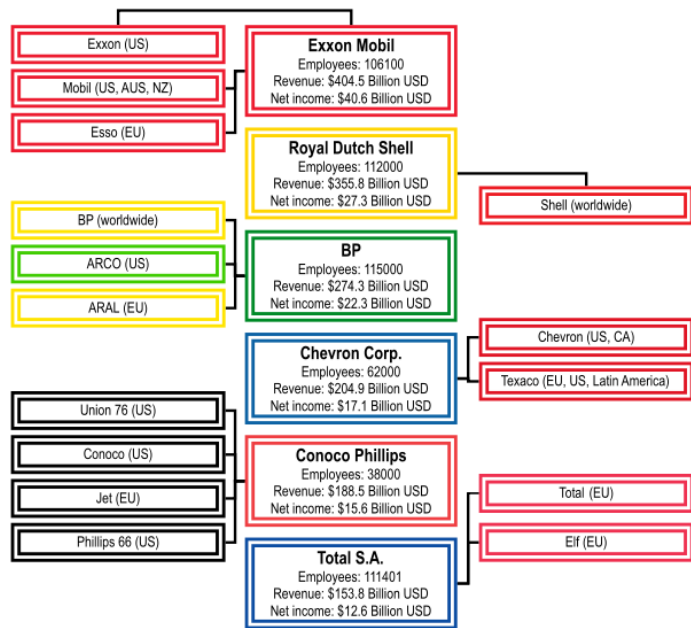 Exxon (US)
Mobil (US, AUS, NZ)
Esso (EU)
Exxon Mobil
Employees: 106100
Revenue: $404.5 Billion USD
Net income: $40.6 Billion USD
Royal Dutch Shell
Employees: 112000
Revenue: $355.8 Billion USD
Net income: $27.3 Billion USD
Shell (worldwide)
BP (worldwide)
ARCO (US)
ARAL (EU)
BP
Employees: 115000
Revenue: $274.3 Billion USD
Net income: $22.3 Billion USD
Chevron Corp.
Employees: 62000
Revenue: $204.9 Billion USD
Net income: $17.1 Billion USD
Chevron (US, CA)
Texaco (EU, US, Latin America)
Union 76 (US)
Conoco (US)
Jet (EU)
Phillips 66 (US)
Conoco Phillips
Employees: 38000
Revenue: $188.5 Billion USD
Net income: $15.6 Billion USD
Total S.A.
Employees: 111401
Revenue: $153.8 Billion USD
Net income: $12.6 Billion USD
Total (EU)
Elf (EU)